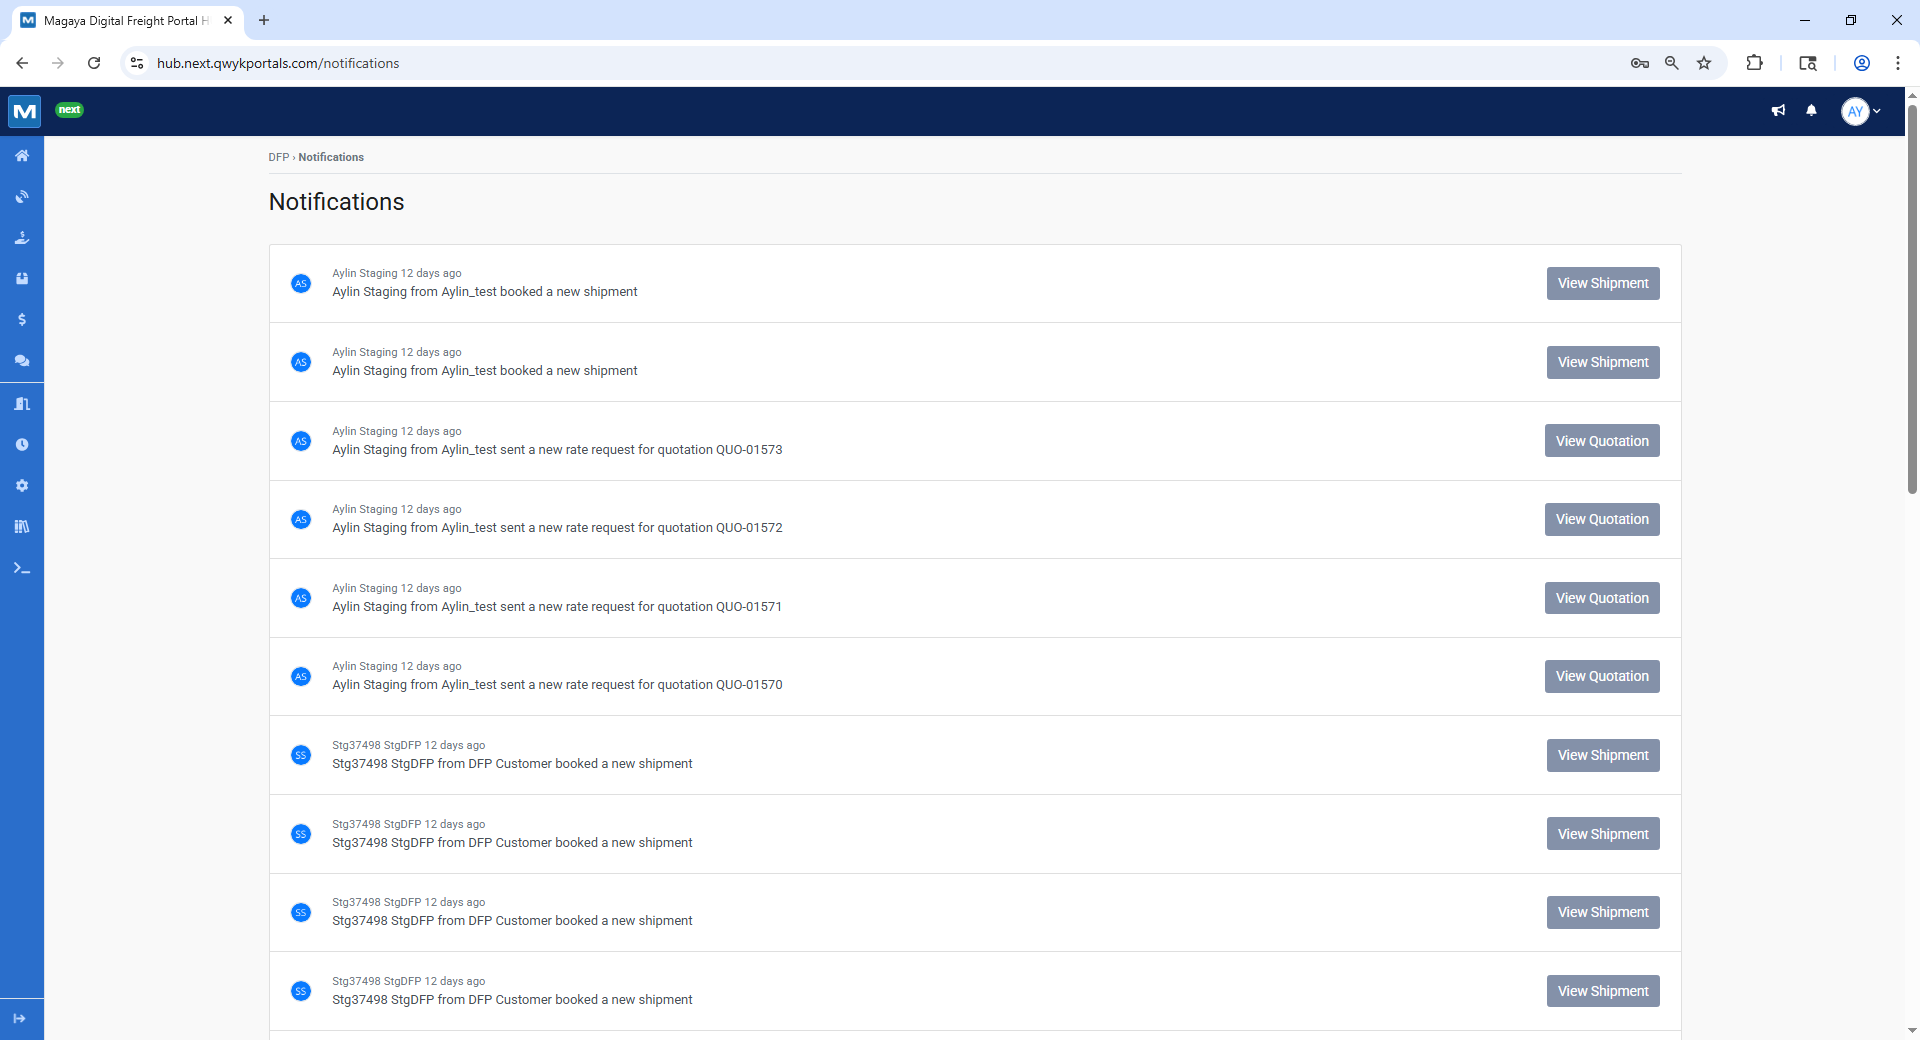 Magaya Digital Freight Portal H
hub.next.qwykportals.com/notifications
M
next
AY
DFP › Notifications
Notifications
AS
Aylin Staging 12 days ago
Aylin Staging from Aylin_test booked a new shipment
View Shipment
AS
Aylin Staging 12 days ago
Aylin Staging from Aylin_test booked a new shipment
View Shipment
AS
Aylin Staging 12 days ago
Aylin Staging from Aylin_test sent a new rate request for quotation QUO-01573
View Quotation
AS
Aylin Staging 12 days ago
Aylin Staging from Aylin_test sent a new rate request for quotation QUO-01572
View Quotation
AS
Aylin Staging 12 days ago
Aylin Staging from Aylin_test sent a new rate request for quotation QUO-01571
View Quotation
AS
Aylin Staging 12 days ago
Aylin Staging from Aylin_test sent a new rate request for quotation QUO-01570
View Quotation
SS
Stg37498 StgDFP 12 days ago
Stg37498 StgDFP from DFP Customer booked a new shipment
View Shipment
SS
Stg37498 StgDFP 12 days ago
Stg37498 StgDFP from DFP Customer booked a new shipment
View Shipment
SS
Stg37498 StgDFP 12 days ago
Stg37498 StgDFP from DFP Customer booked a new shipment
View Shipment
SS
Stg37498 StgDFP 12 days ago
Stg37498 StgDFP from DFP Customer booked a new shipment
View Shipment